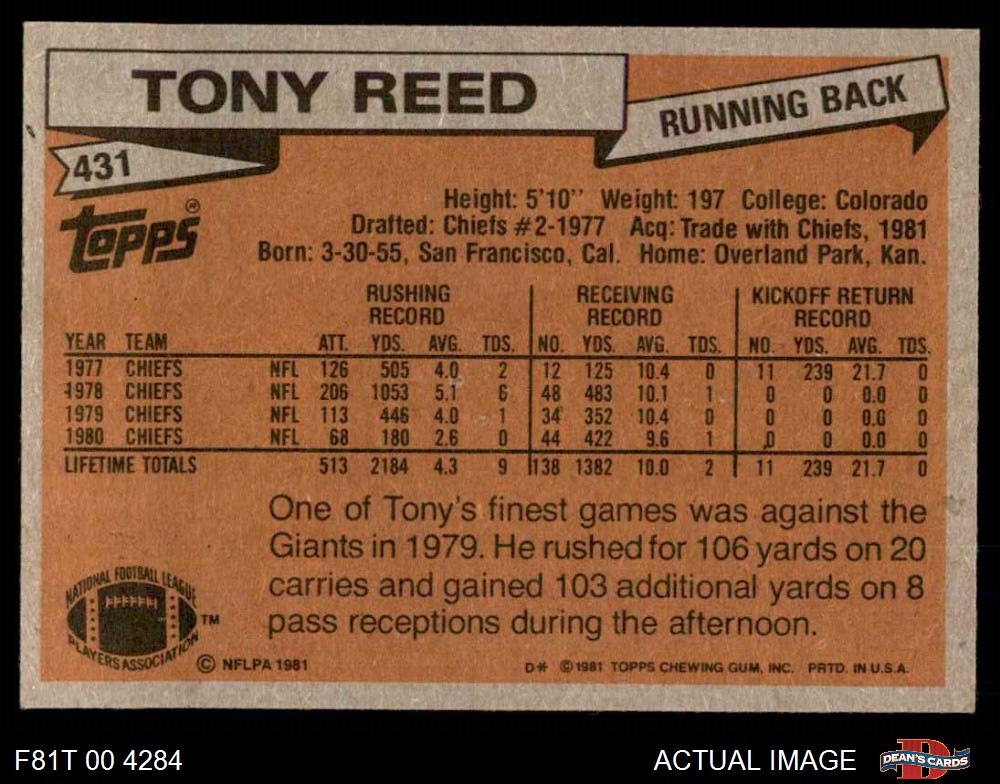 TONY REED
RUNNING BACK
431
topps®
Height: 5'10" Weight: 197 College: Colorado
Drafted: Chiefs #2-1977 Acq: Trade with Chiefs, 1981
Born: 3-30-55, San Francisco, Cal. Home: Overland Park, Kan.
RUSHING RECORD RECEIVING RECORD KICKOFF RETURN RECORD
YEAR TEAM ATT. YDS. AVG. TDS. NO. YDS. AVG. TDS. NO. YDS. AVG. TDS.
1977 CHIEFS NFL 126 505 4.0 2 12 125 10.4 0 11 239 21.7 0
1978 CHIEFS NFL 206 1053 5.1 6 48 483 10.1 1 0 0 0.0 0
1979 CHIEFS NFL 113 446 4.0 1 34 352 10.4 0 0 0 0.0 0
1980 CHIEFS NFL 68 180 2.6 0 44 422 9.6 1 0 0 0.0 0
LIFETIME TOTALS 513 2184 4.3 9 138 1382 10.0 2 11 239 21.7 0
One of Tony's finest games was against the
Giants in 1979. He rushed for 106 yards on 20
carries and gained 103 additional yards on 8
pass receptions during the afternoon.
NATIONAL FOOTBALL LEAGUE
PLAYERS ASSOCIATION
TM
© NFLPA 1981
D* © 1981 TOPPS CHEWING GUM, INC. PRTD. IN U.S.A.
F81T 00 4284
ACTUAL IMAGE
D
DEAN'S CARDS